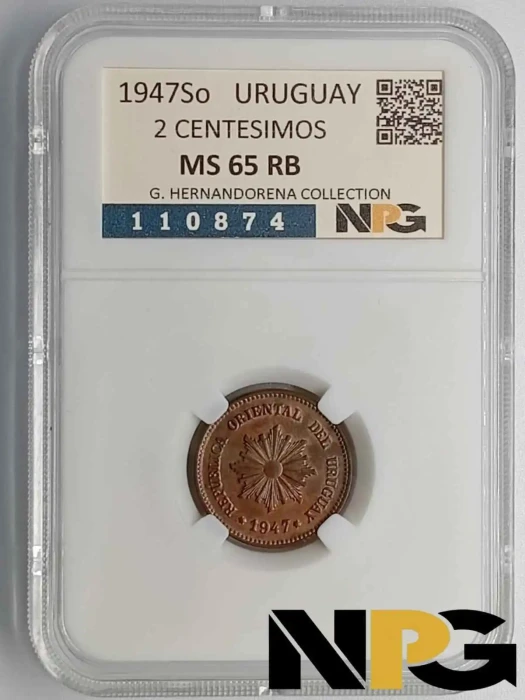 1947So URUGUAY
2 CENTESIMOS
MS 65 RB
G. HERNANDORENA COLLECTION
110874 NPG
REPUBLICA ORIENTAL DEL URUGUAY
1947
NPG